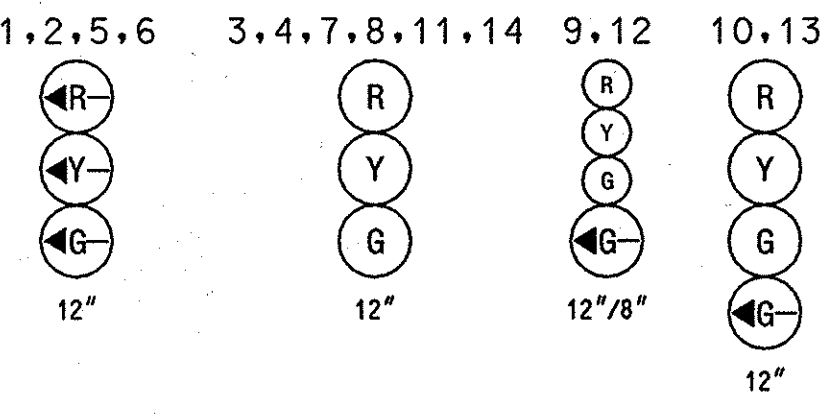 1,2,5,6 3,4,7,8,11,14 9,12 10,13
R R R R
Y Y Y Y
G G G G
G G
12" 12" 12"/8" 12"